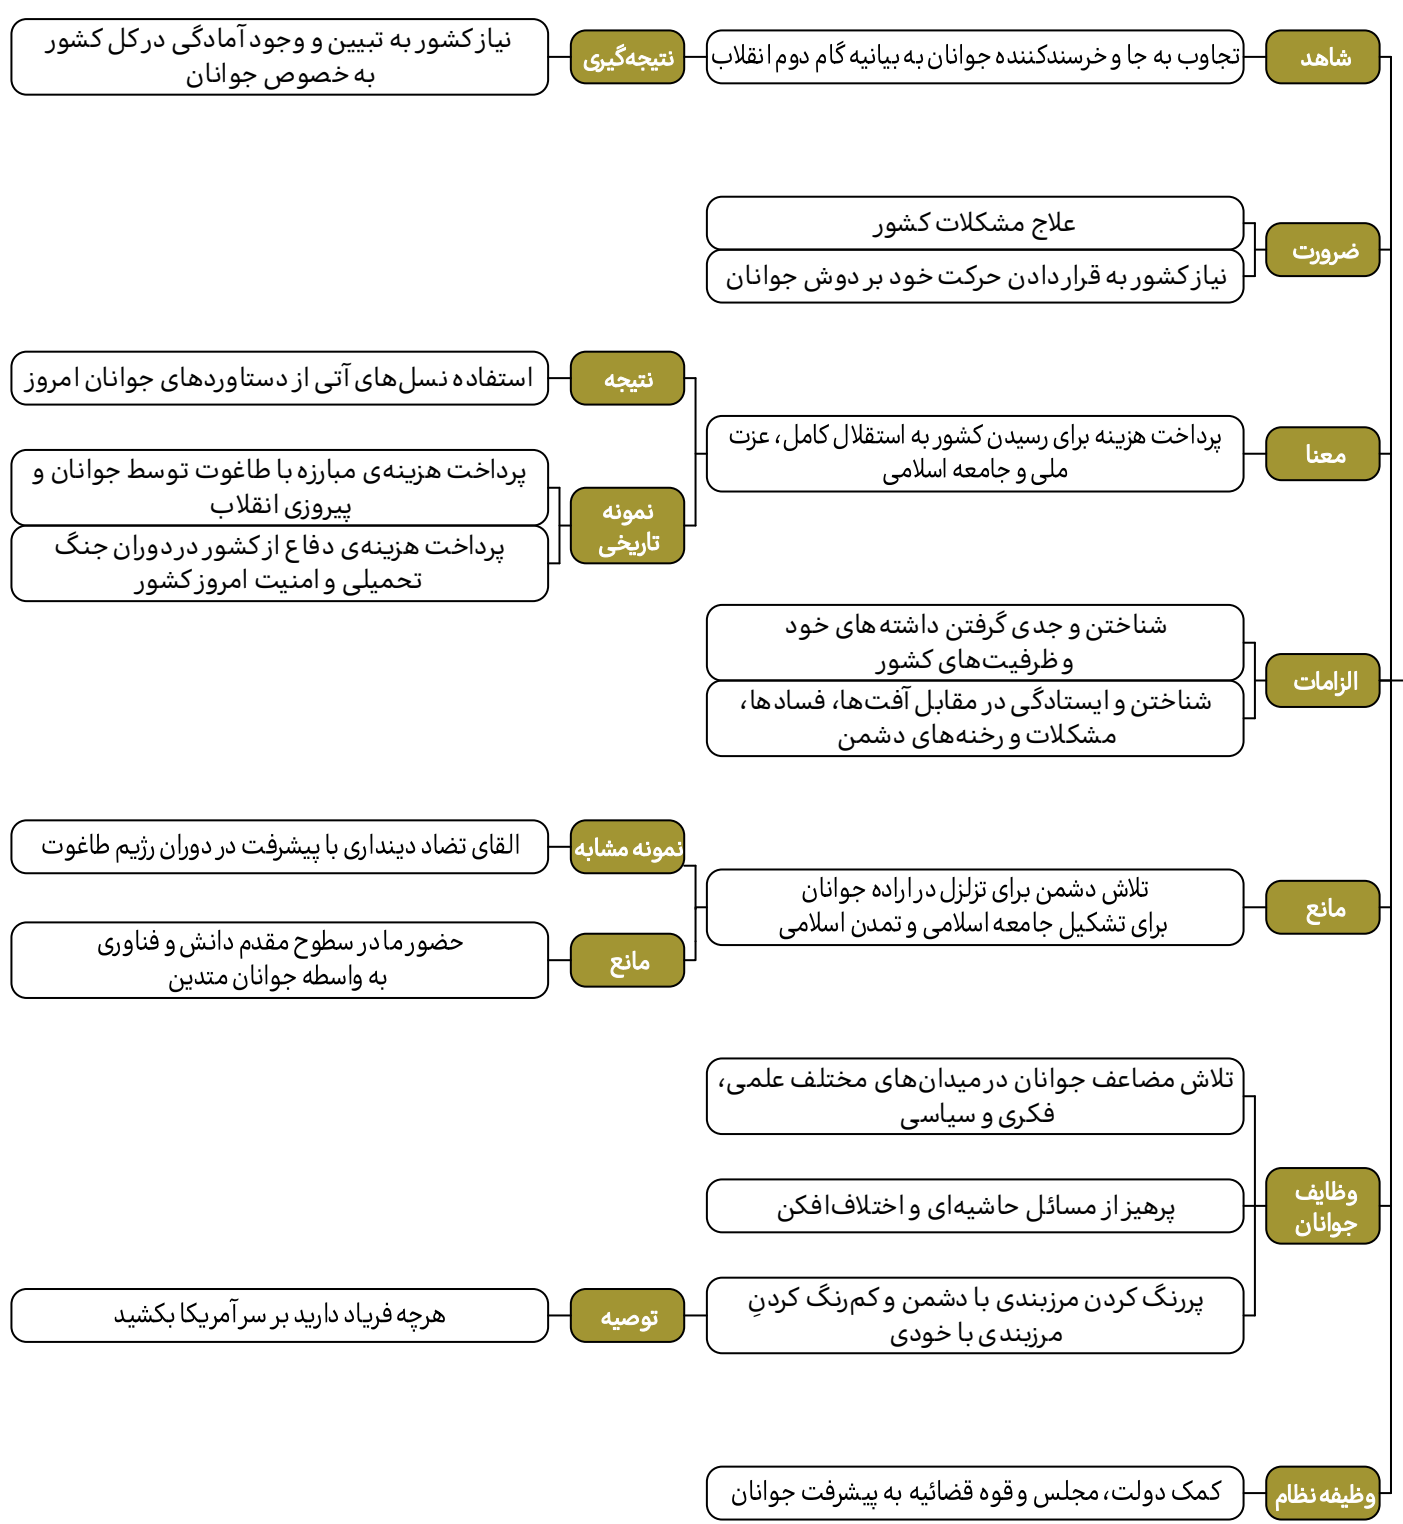 شاهد
تجاوب به جا و خرسندکننده جوانان به بیانیه گام دوم انقلاب
نتیجه‌گیری
نیاز کشور به تبیین و وجود آمادگی در کل کشور
به خصوص جوانان
ضرورت
علاج مشکلات کشور
نیاز کشور به قرار دادن حرکت خود بر دوش جوانان
معنا
پرداخت هزینه برای رسیدن کشور به استقلال کامل، عزت
ملی و جامعه اسلامی
نتیجه
استفاده نسل‌های آتی از دستاوردهای جوانان امروز
نمونه
تاریخی
پرداخت هزینه‌ی مبارزه با طاغوت توسط جوانان و
پیروزی انقلاب
پرداخت هزینه‌ی دفاع از کشور در دوران جنگ
تحمیلی و امنیت امروز کشور
الزامات
شناختن و جدی گرفتن داشته‌های خود
و ظرفیت‌های کشور
شناختن و ایستادگی در مقابل آفت‌ها، فسادها،
مشکلات و رخنه‌های دشمن
مانع
تلاش دشمن برای تزلزل در اراده جوانان
برای تشکیل جامعه اسلامی و تمدن اسلامی
نمونه مشابه
القای تضاد دینداری با پیشرفت در دوران رژیم طاغوت
مانع
حضور ما در سطوح مقدم دانش و فناوری
به واسطه جوانان متدین
وظایف
جوانان
تلاش مضاعف جوانان در میدان‌های مختلف علمی،
فکری و سیاسی
پرهیز از مسائل حاشیه‌ای و اختلاف‌افکن
پررنگ کردن مرزبندی با دشمن و کم‌رنگ کردنِ
مرزبندی با خودی
توصیه
هرچه فریاد دارید بر سر آمریکا بکشید
وظیفه نظام
کمک دولت، مجلس و قوه قضائیه به پیشرفت جوانان